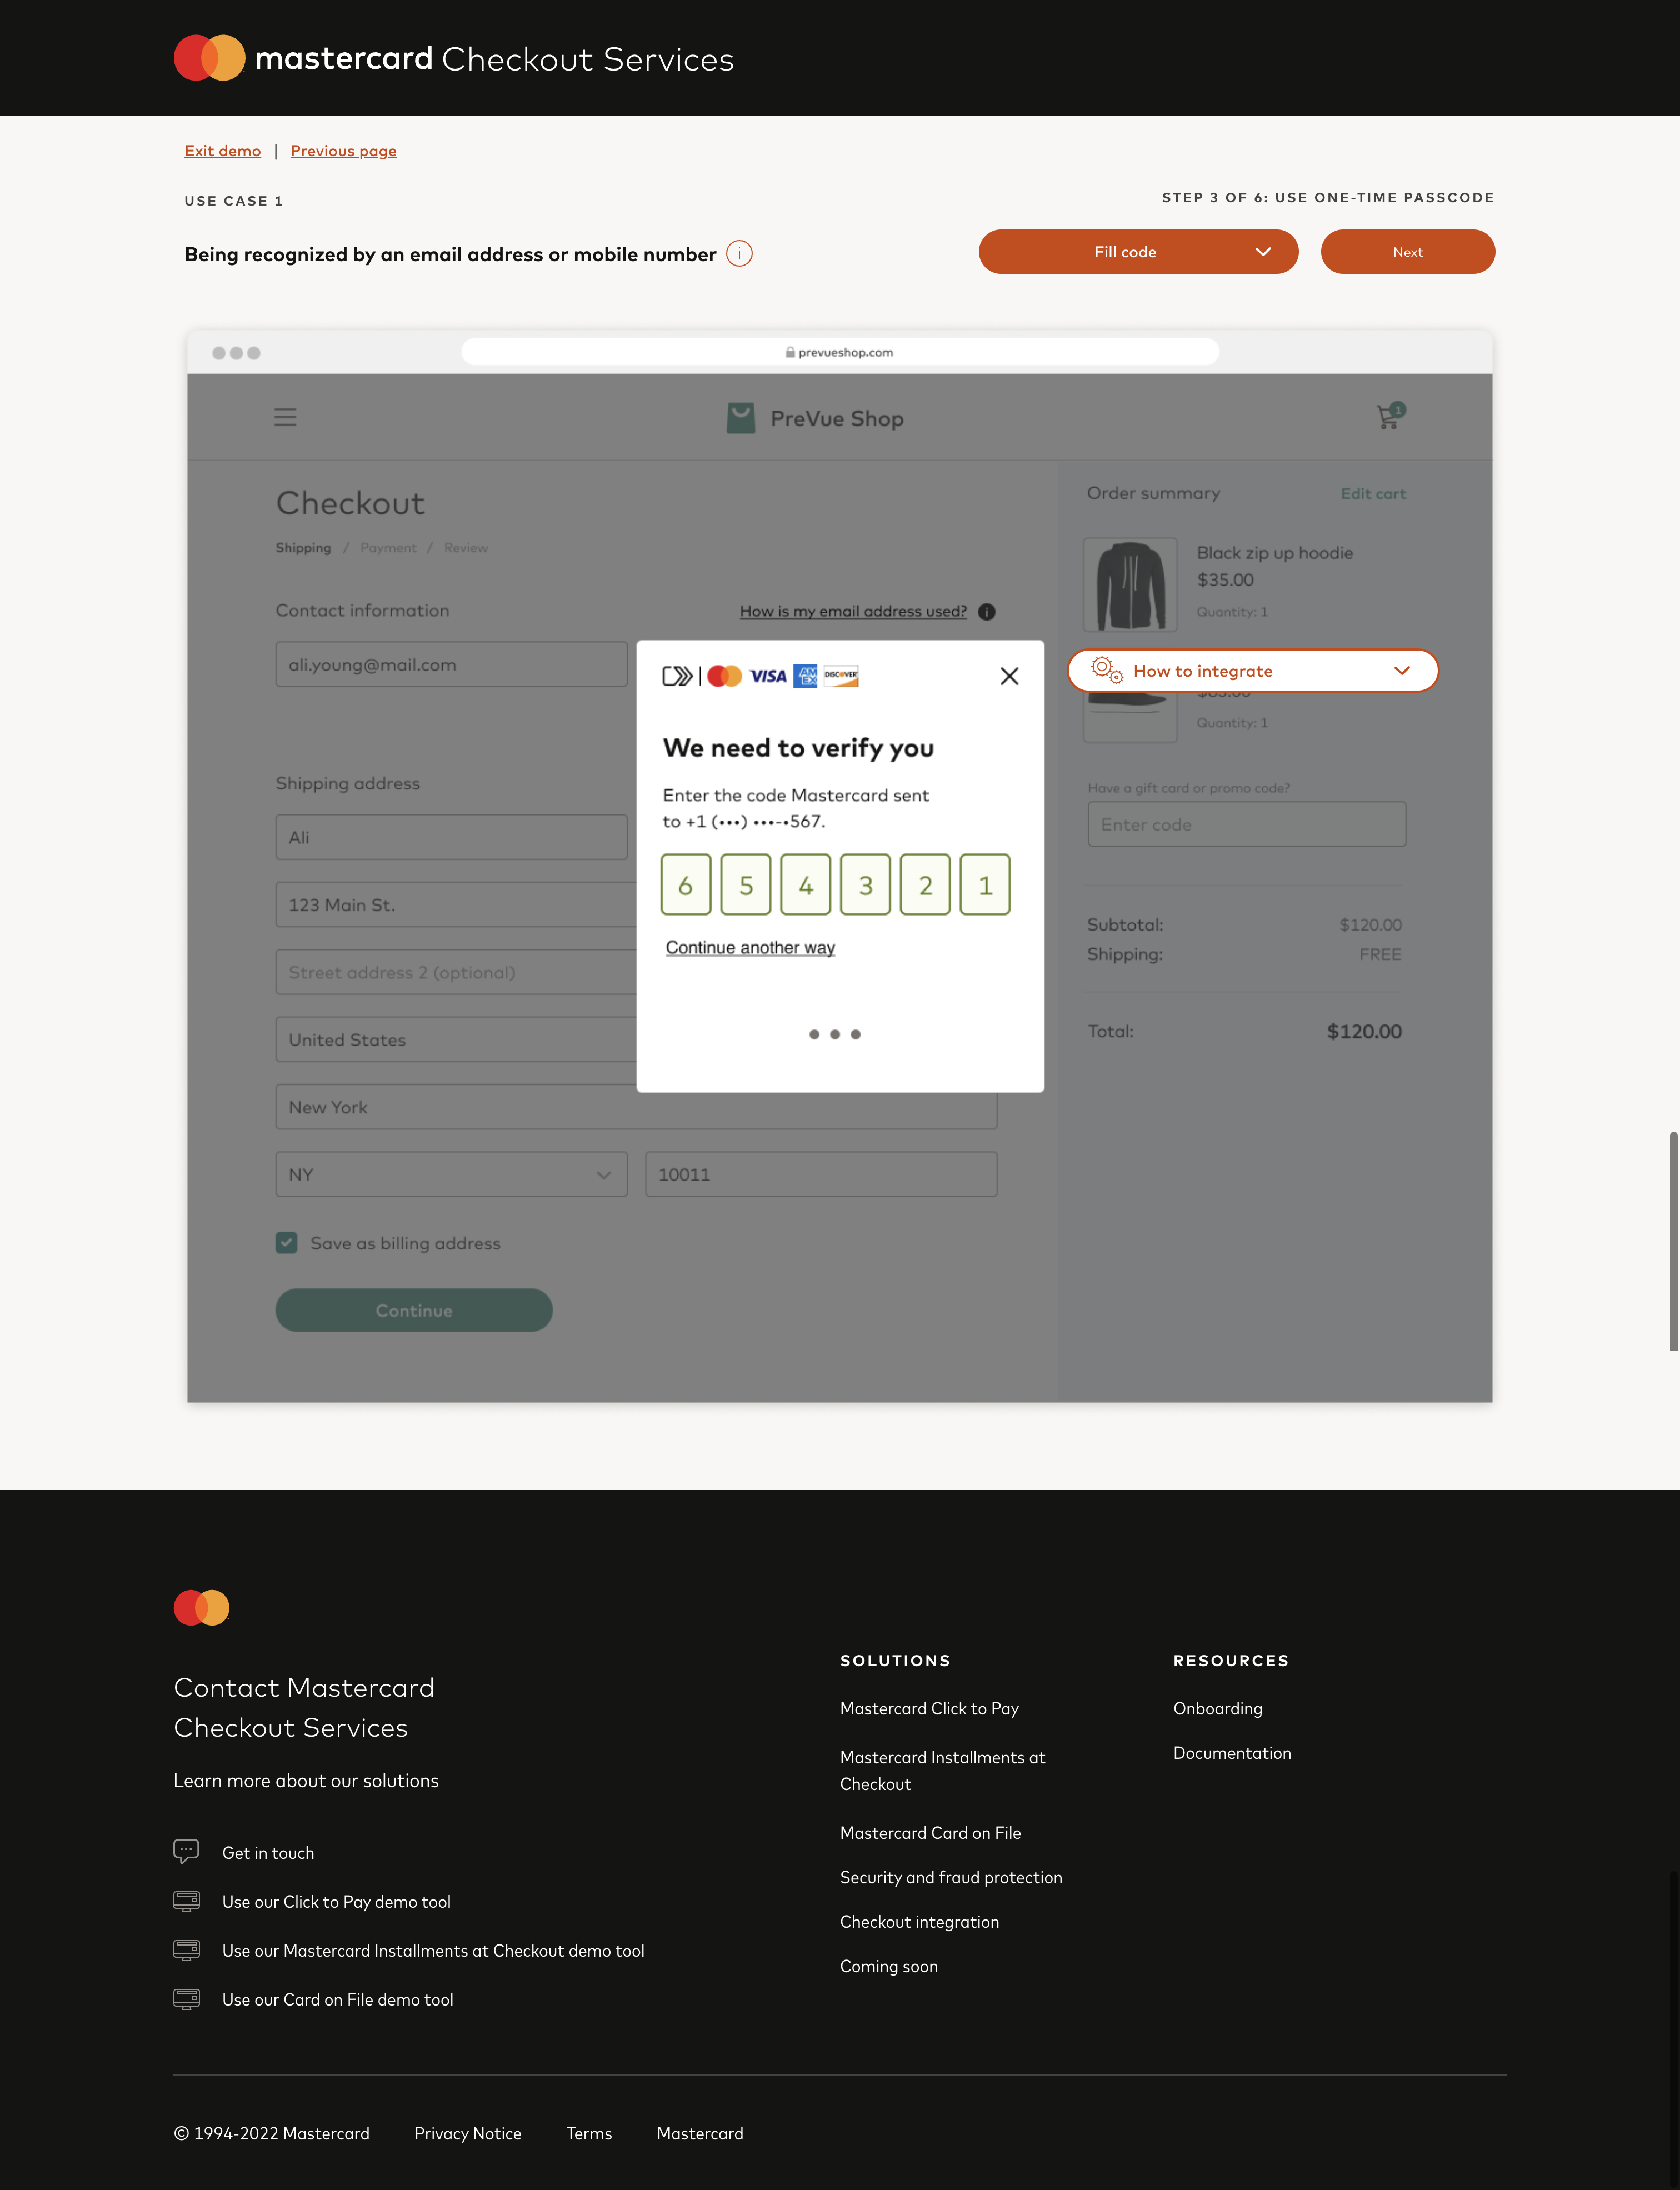 mastercard Checkout Services
Exit demo | Previous page
USE CASE 1
STEP 3 OF 6: USE ONE-TIME PASSCODE
Being recognized by an email address or mobile number
Fill code
Next
prevueshop.com
PreVue Shop
1
Checkout
Shipping / Payment / Review
Contact information
How is my email address used?
ali.young@mail.com
Shipping address
Ali
123 Main St.
Street address 2 (optional)
United States
New York
NY
10011
Save as billing address
Continue
VISA
AM EX
DISCOVER
We need to verify you
Enter the code Mastercard sent
to +1 (•••) •••-•567.
6 5 4 3 2 1
Continue another way
Order summary
Edit cart
Black zip up hoodie
$35.00
Quantity: 1
How to integrate
$85.00
Quantity: 1
Have a gift card or promo code?
Enter code
Subtotal: $120.00
Shipping: FREE
Total: $120.00
Contact Mastercard
Checkout Services
Learn more about our solutions
Get in touch
Use our Click to Pay demo tool
Use our Mastercard Installments at Checkout demo tool
Use our Card on File demo tool
SOLUTIONS
Mastercard Click to Pay
Mastercard Installments at
Checkout
Mastercard Card on File
Security and fraud protection
Checkout integration
Coming soon
RESOURCES
Onboarding
Documentation
© 1994-2022 Mastercard
Privacy Notice
Terms
Mastercard